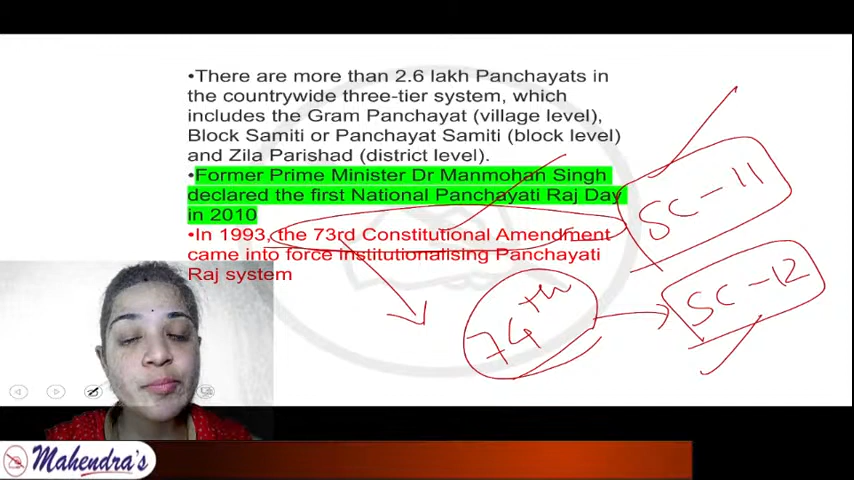 •There are more than 2.6 lakh Panchayats in
the countrywide three-tier system, which
includes the Gram Panchayat (village level),
Block Samiti or Panchayat Samiti (block level)
and Zila Parishad (district level).
•Former Prime Minister Dr Manmohan Singh
declared the first National Panchayati Raj Day
in 2010
•In 1993, the 73rd Constitutional Amendment
came into force institutionalising Panchayati
Raj system
SC-11
74th
SC-12
Mahendra's